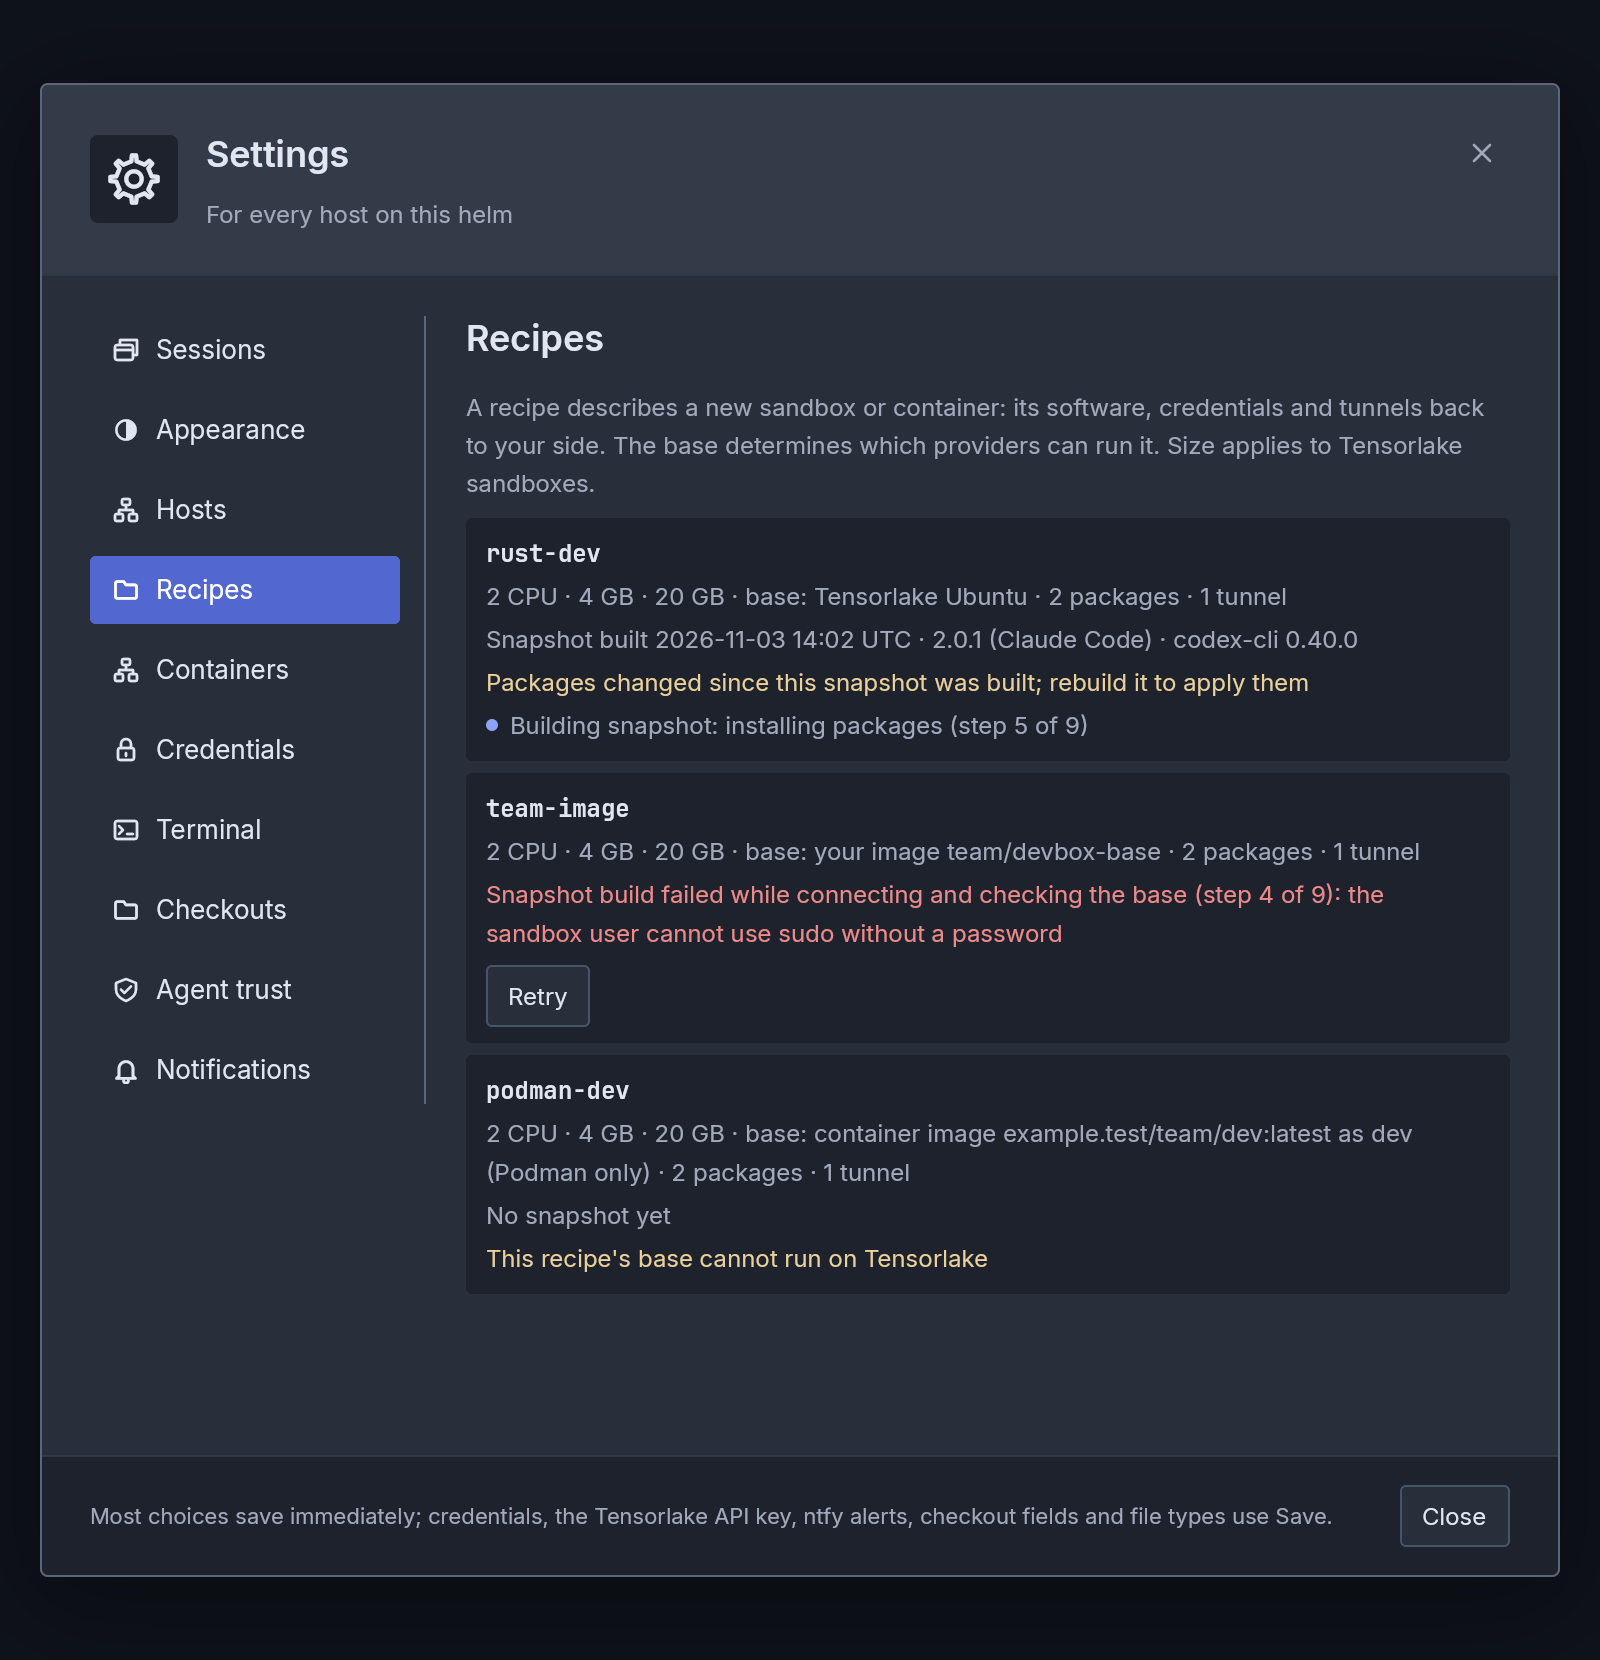 Settings
For every host on this helm
Sessions
Appearance
Hosts
Recipes
Containers
Credentials
Terminal
Checkouts
Agent trust
Notifications
Recipes
A recipe describes a new sandbox or container: its software, credentials and tunnels back
to your side. The base determines which providers can run it. Size applies to Tensorlake
sandboxes.
rust-dev
2 CPU · 4 GB · 20 GB · base: Tensorlake Ubuntu · 2 packages · 1 tunnel
Snapshot built 2026-11-03 14:02 UTC · 2.0.1 (Claude Code) · codex-cli 0.40.0
Packages changed since this snapshot was built; rebuild it to apply them
Building snapshot: installing packages (step 5 of 9)
team-image
2 CPU · 4 GB · 20 GB · base: your image team/devbox-base · 2 packages · 1 tunnel
Snapshot build failed while connecting and checking the base (step 4 of 9): the
sandbox user cannot use sudo without a password
Retry
podman-dev
2 CPU · 4 GB · 20 GB · base: container image example.test/team/dev:latest as dev
(Podman only) · 2 packages · 1 tunnel
No snapshot yet
This recipe's base cannot run on Tensorlake
Most choices save immediately; credentials, the Tensorlake API key, ntfy alerts, checkout fields and file types use Save.
Close